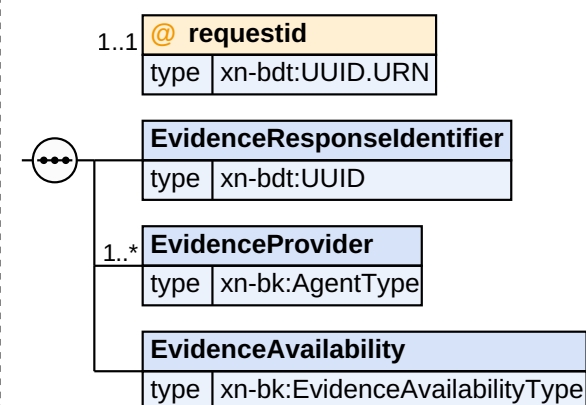 1..1
@ requestid
type xn-bdt:UUID.URN
EvidenceResponseIdentifier
type xn-bdt:UUID
1..*
EvidenceProvider
type xn-bk:AgentType
EvidenceAvailability
type xn-bk:EvidenceAvailabilityType